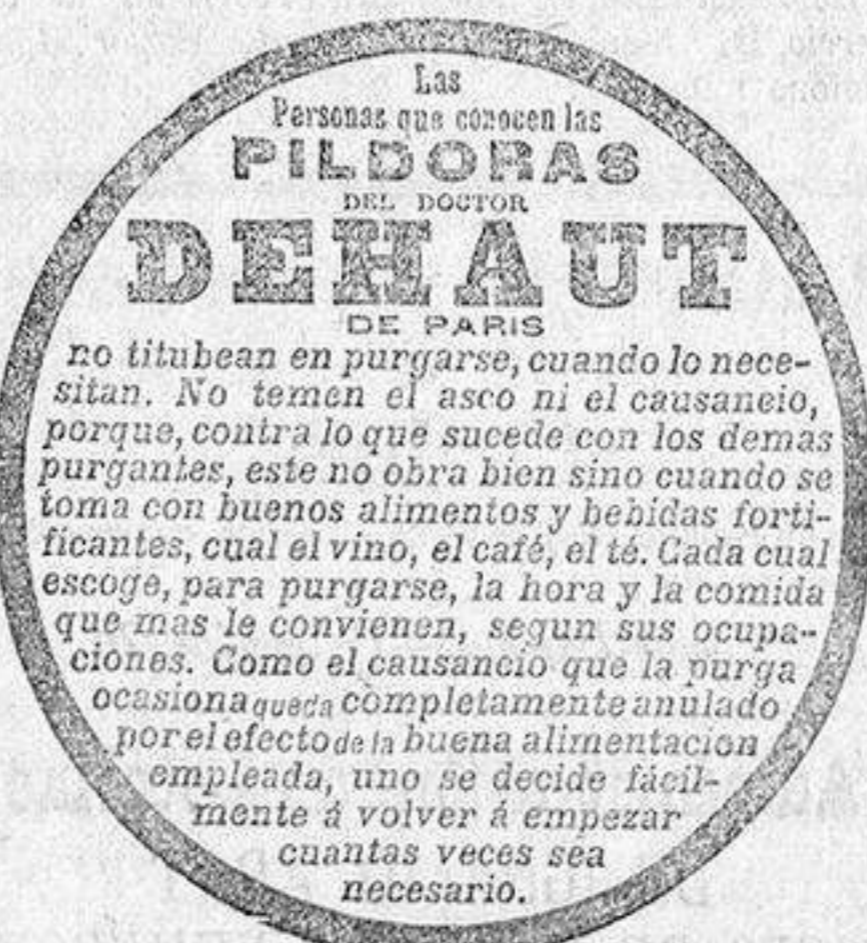 Las
Personas que conocen las
PILDORAS
DEL DOCTOR
DEHAUT
DE PARIS
no titubean en purgarse, cuando lo nece-
sitan. No temen el asco ni el causancio,
porque, contra lo que sucede con los demas
purgantes, este no obra bien sino cuando se
toma con buenos alimentos y bebidas forti-
ficantes, cual el vino, el café, el té. Cada cual
escoge, para purgarse, la hora y la comida
que mas le convienen, segun sus ocupa-
ciones. Como el causancio que la purga
ocasiona queda completamente anulado
por el efecto de la buena alimentacion
empleada, uno se decide fácil-
mente á volver á empezar
cuantas veces sea
necesario.